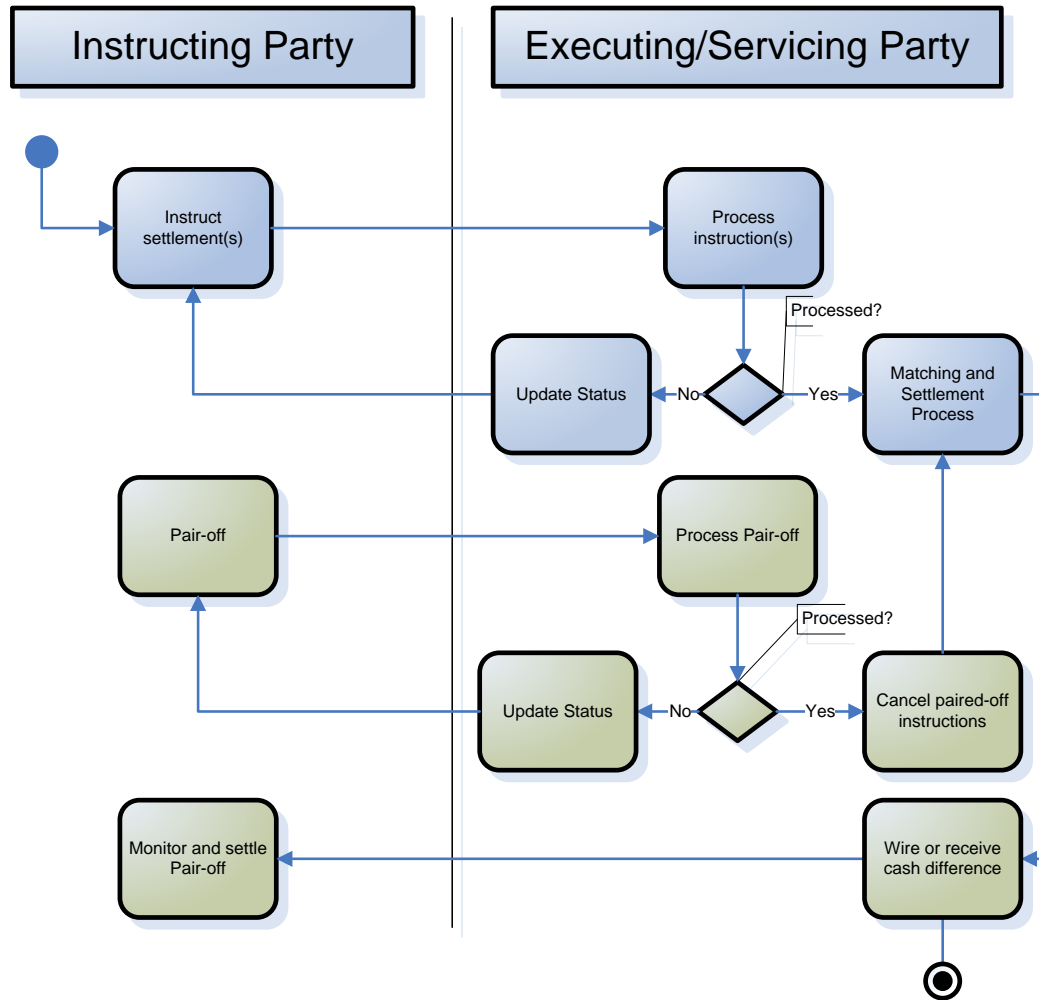 Instructing Party
Executing/Servicing Party
Instruct
settlement(s)
Process
instruction(s)
Processed?
Update Status
No
Yes
Matching and
Settlement
Process
Pair-off
Process Pair-off
Processed?
Update Status
No
Yes
Cancel paired-off
instructions
Monitor and settle
Pair-off
Wire or receive
cash difference